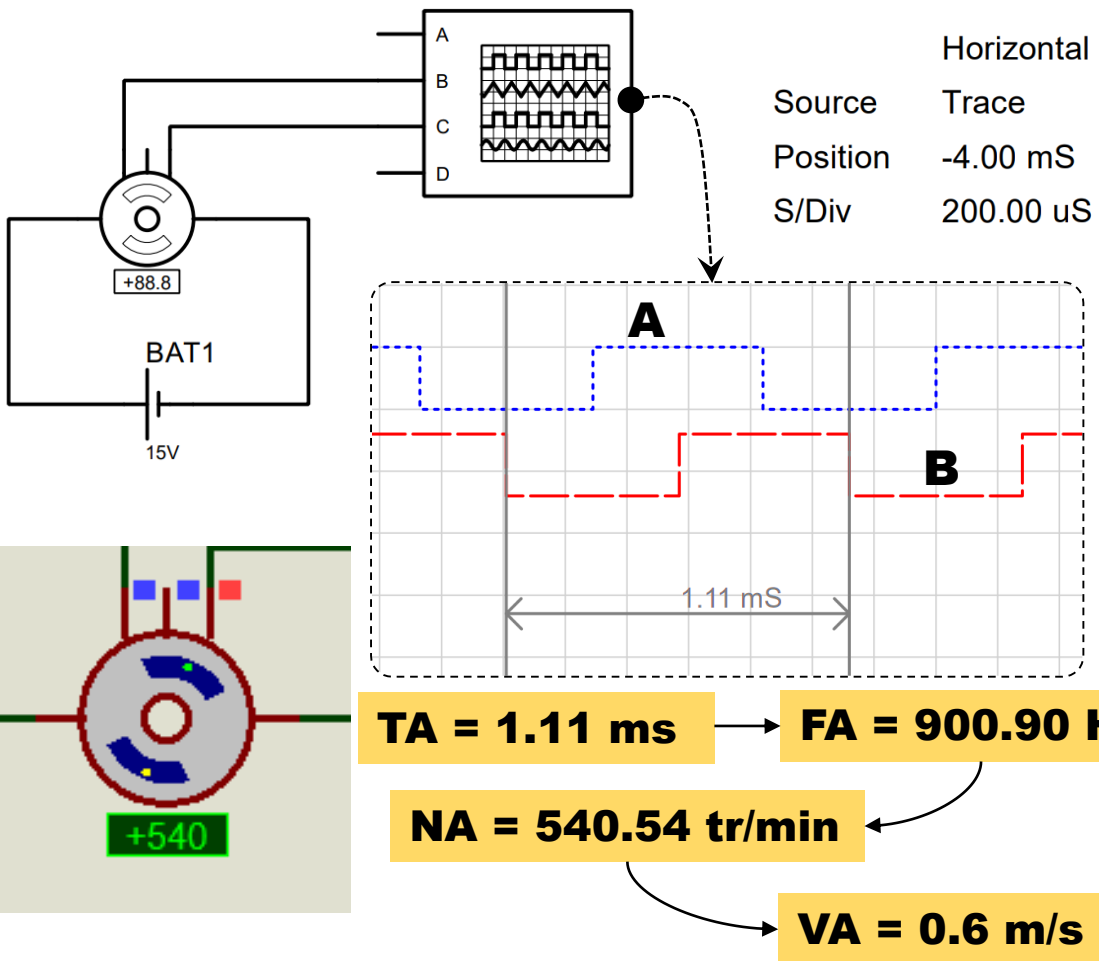 A
B
C
D
Horizontal
Source Trace
Position -4.00 mS
S/Div 200.00 uS
+88.8
BAT1
15V
A
B
1.11 mS
+540
TA = 1.11 ms
FA = 900.90
NA = 540.54 tr/min
VA = 0.6 m/s